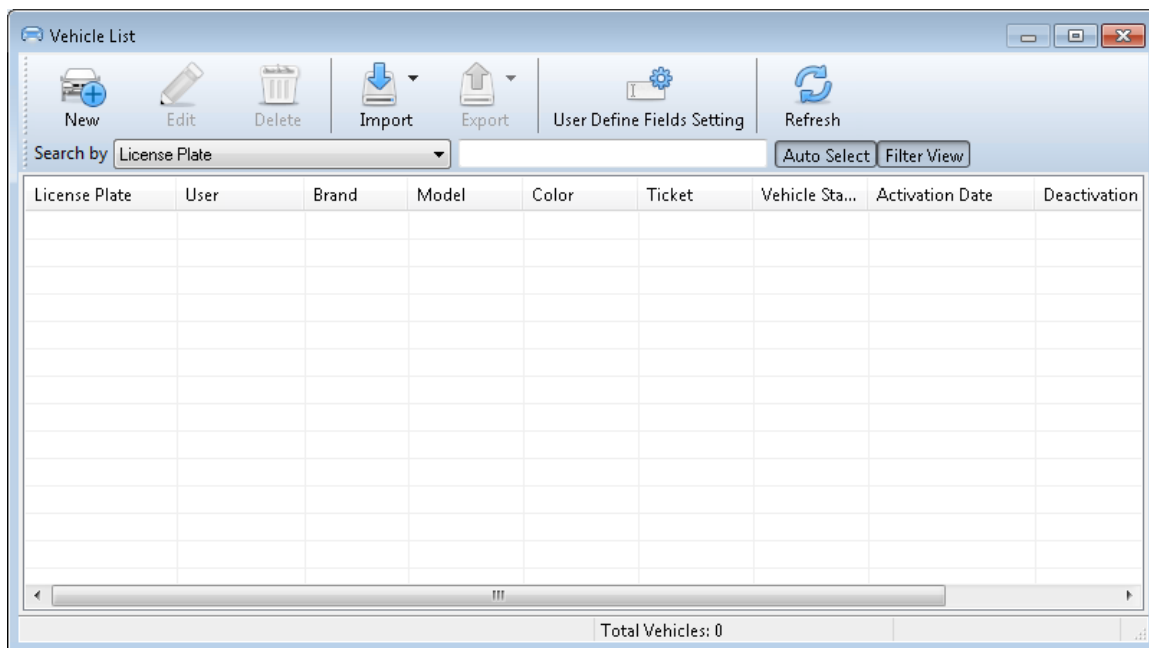 Vehicle List
New Edit Delete Import Export User Define Fields Setting Refresh
Search by License Plate Auto Select Filter View
License Plate User Brand Model Color Ticket Vehicle Sta... Activation Date Deactivation
Total Vehicles: 0